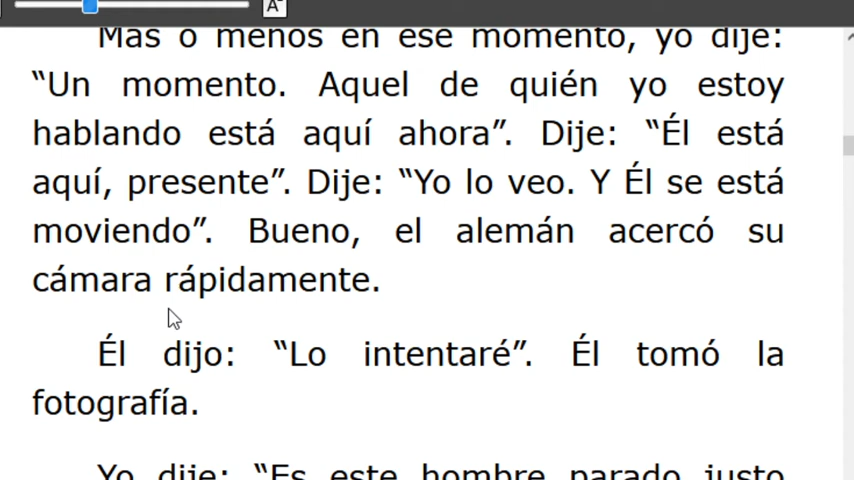 A
Mas o menos en ese momento, yo dije:
“Un momento. Aquel de quién yo estoy
hablando está aquí ahora”. Dije: “Él está
aquí, presente”. Dije: “Yo lo veo. Y Él se está
moviendo”. Bueno, el alemán acercó su
cámara rápidamente.
Él dijo: “Lo intentaré”. Él tomó la
fotografía.
Yo dije: “Es este hombre parado justo